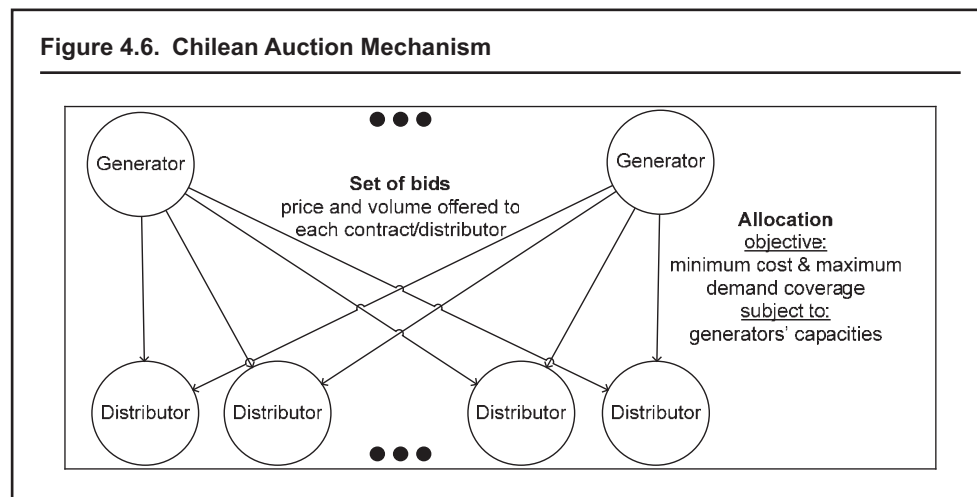 Figure 4.6. Chilean Auction Mechanism
Generator
Generator
Set of bids
price and volume offered to
each contract/distributor
Allocation
objective:
minimum cost & maximum
demand coverage
subject to:
generators' capacities
Distributor
Distributor
Distributor
Distributor